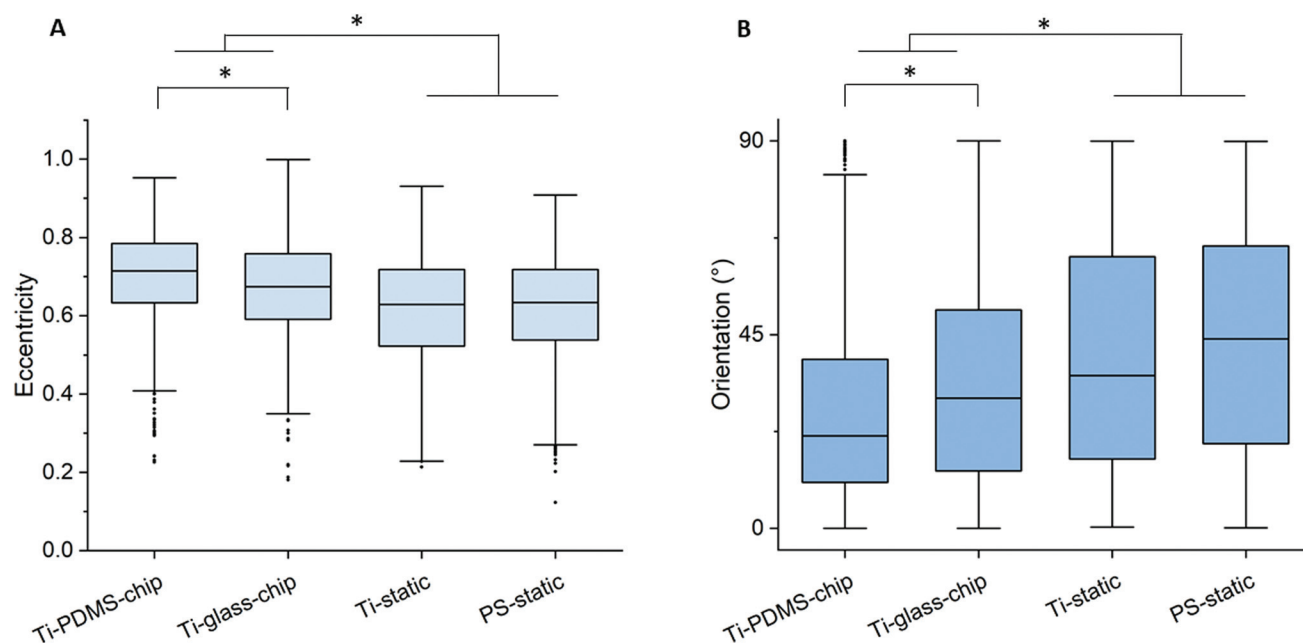 A
*
*
Eccentricity
1.0
0.8
0.6
0.4
0.2
0.0
Ti-PDMS-chip
Ti-glass-chip
Ti-static
PS-static
B
*
*
Orientation (°)
90
45
0
Ti-PDMS-chip
Ti-glass-chip
Ti-static
PS-static